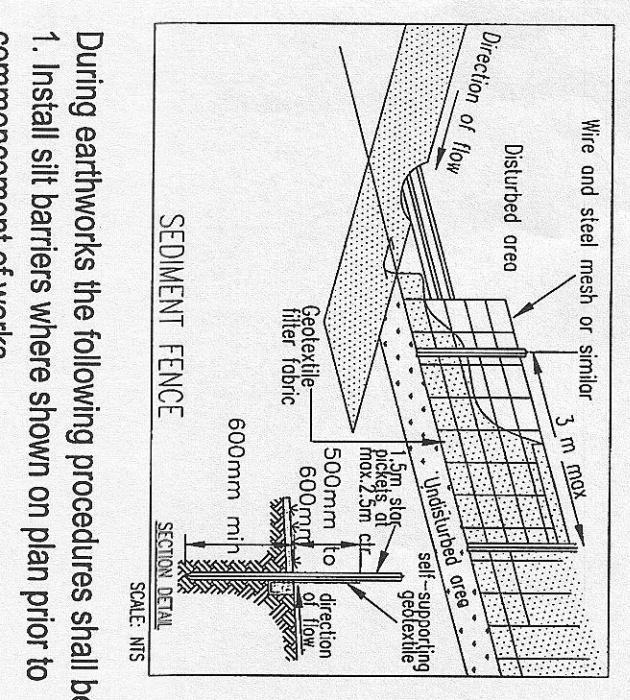 Wire and steel mesh or similar
3 m max
Disturbed area
Direction of flow
Undisturbed area
self-supporting
geotextile
1.5m star
pickets at
max.2.5m ctr.
Geotextile
filter fabric
500mm to
600mm
direction
of flow
600mm min
SEDIMENT FENCE
SECTION DETAIL
SCALE: NTS
During earthworks the following procedures shall be
1. Install silt barriers where shown on plan prior to
commencement of works